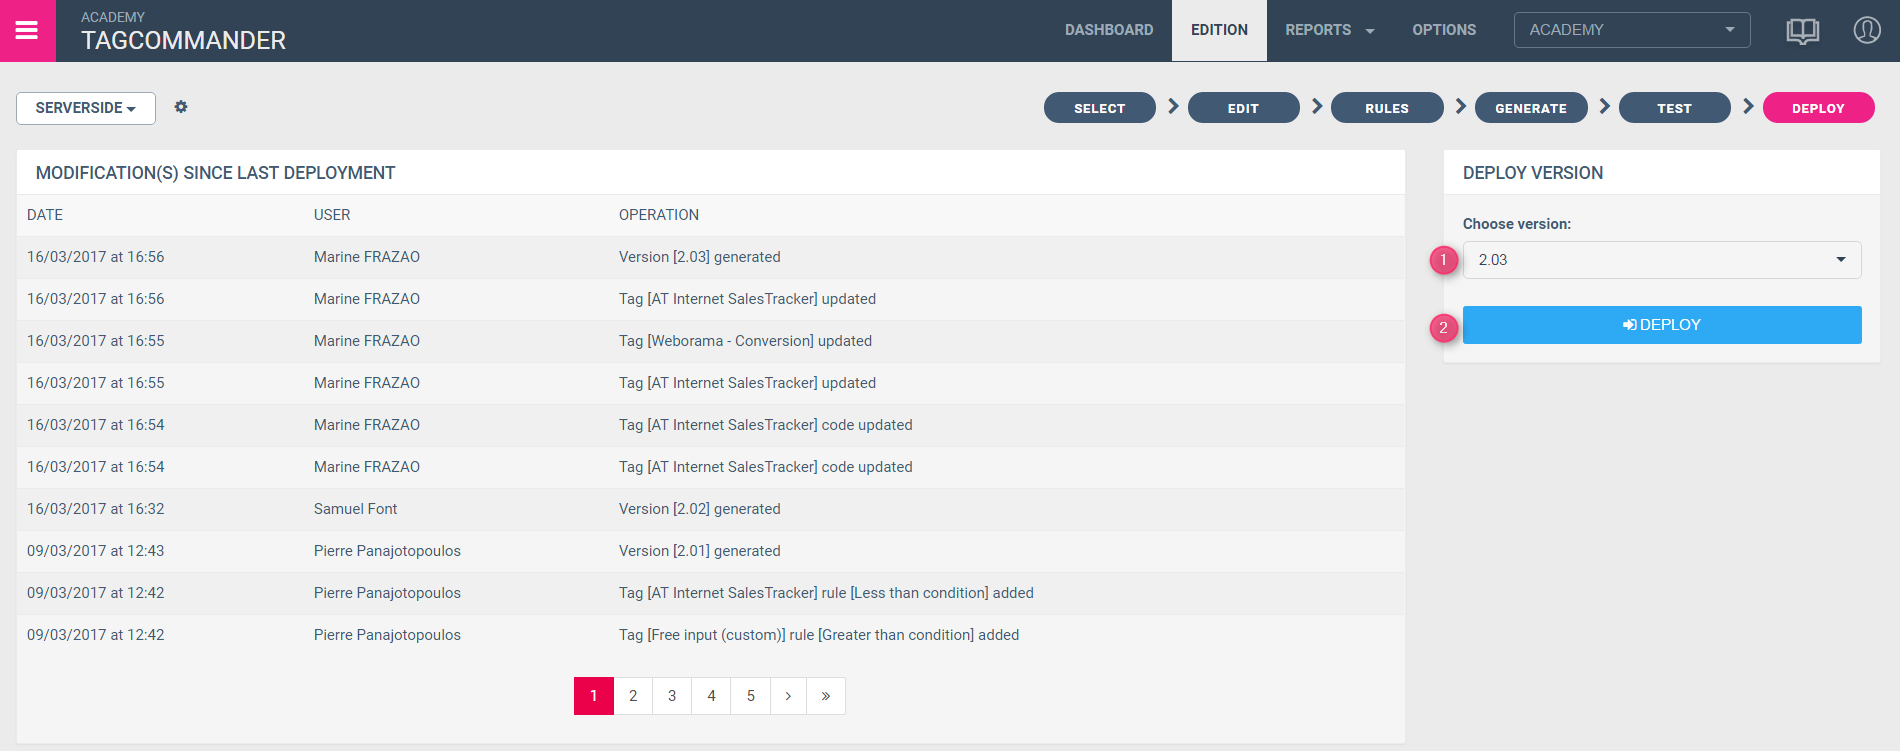 ACADEMY
TAGCOMMANDER
DASHBOARD EDITION REPORTS OPTIONS ACADEMY
SERVERSIDE
SELECT EDIT RULES GENERATE TEST DEPLOY
MODIFICATION(S) SINCE LAST DEPLOYMENT
DATE USER OPERATION
16/03/2017 at 16:56 Marine FRAZAO Version [2.03] generated
16/03/2017 at 16:56 Marine FRAZAO Tag [AT Internet SalesTracker] updated
16/03/2017 at 16:55 Marine FRAZAO Tag [Weborama - Conversion] updated
16/03/2017 at 16:55 Marine FRAZAO Tag [AT Internet SalesTracker] updated
16/03/2017 at 16:54 Marine FRAZAO Tag [AT Internet SalesTracker] code updated
16/03/2017 at 16:54 Marine FRAZAO Tag [AT Internet SalesTracker] code updated
16/03/2017 at 16:32 Samuel Font Version [2.02] generated
09/03/2017 at 12:43 Pierre Panajotopoulos Version [2.01] generated
09/03/2017 at 12:42 Pierre Panajotopoulos Tag [AT Internet SalesTracker] rule [Less than condition] added
09/03/2017 at 12:42 Pierre Panajotopoulos Tag [Free input (custom)] rule [Greater than condition] added
1 2 3 4 5 › »
DEPLOY VERSION
Choose version:
1 2.03
2 DEPLOY